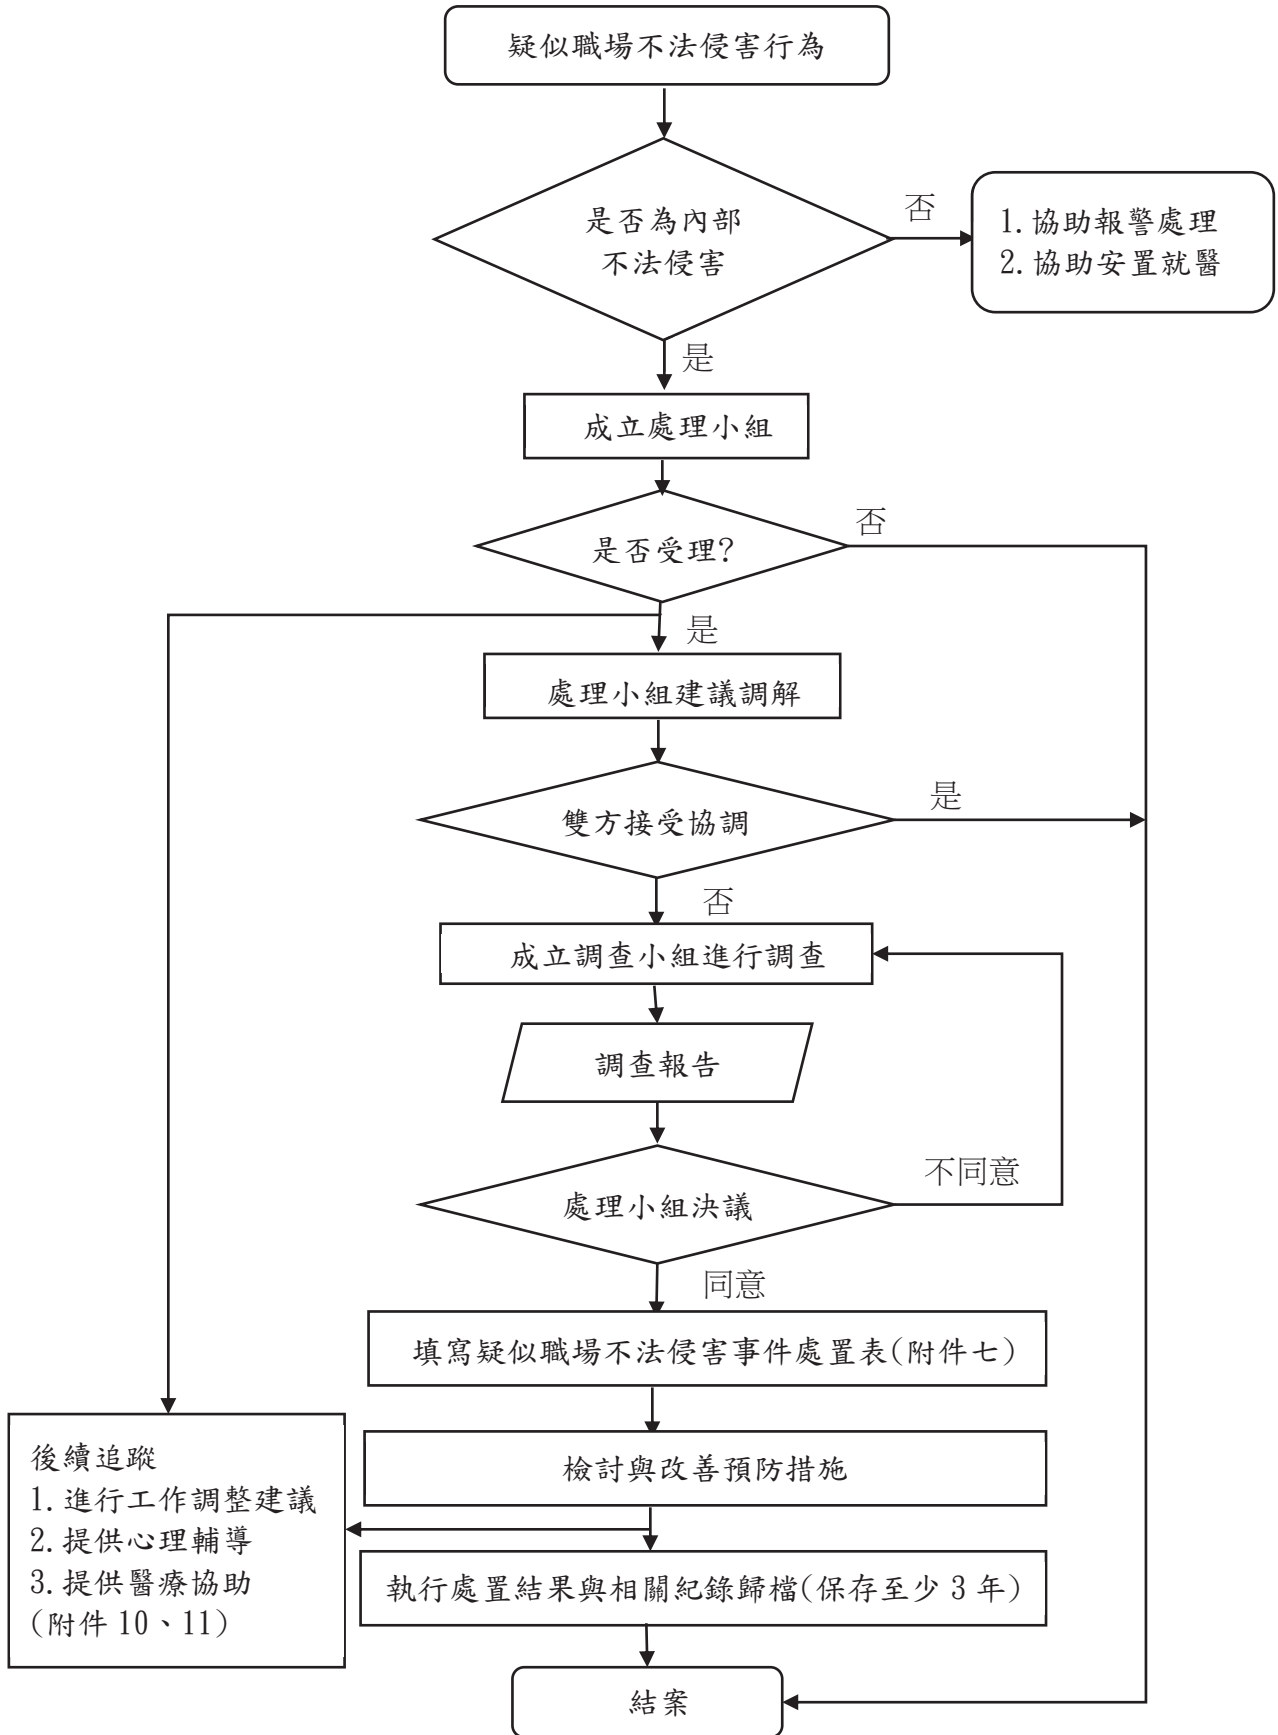 疑似職場不法侵害行為
是否為內部
不法侵害
否
1.協助報警處理
2.協助安置就醫
是
成立處理小組
是否受理?
否
是
處理小組建議調解
雙方接受協調
是
否
成立調查小組進行調查
調查報告
處理小組決議
不同意
同意
填寫疑似職場不法侵害事件處置表(附件七)
檢討與改善預防措施
後續追蹤
1.進行工作調整建議
2.提供心理輔導
3.提供醫療協助
(附件 10、11)
執行處置結果與相關紀錄歸檔(保存至少 3 年)
結案